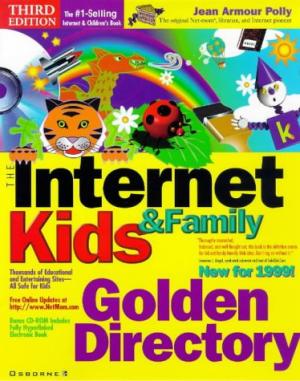 THIRD
EDITION
The #1-Selling
Internet & Children's Book
Jean Armour Polly
The original Net-mom, librarian, and Internet pioneer
k
THE
Internet
Kids
&Family
New for 1999!
Thousands of Educational
and Entertaining Sites—
All Safe for Kids
Free Online Updates at
http://www.NetMom.com
Bonus CD-ROM Includes
Fully Hyperlinked
Electronic Book
Golden
Directory
OSBORNE